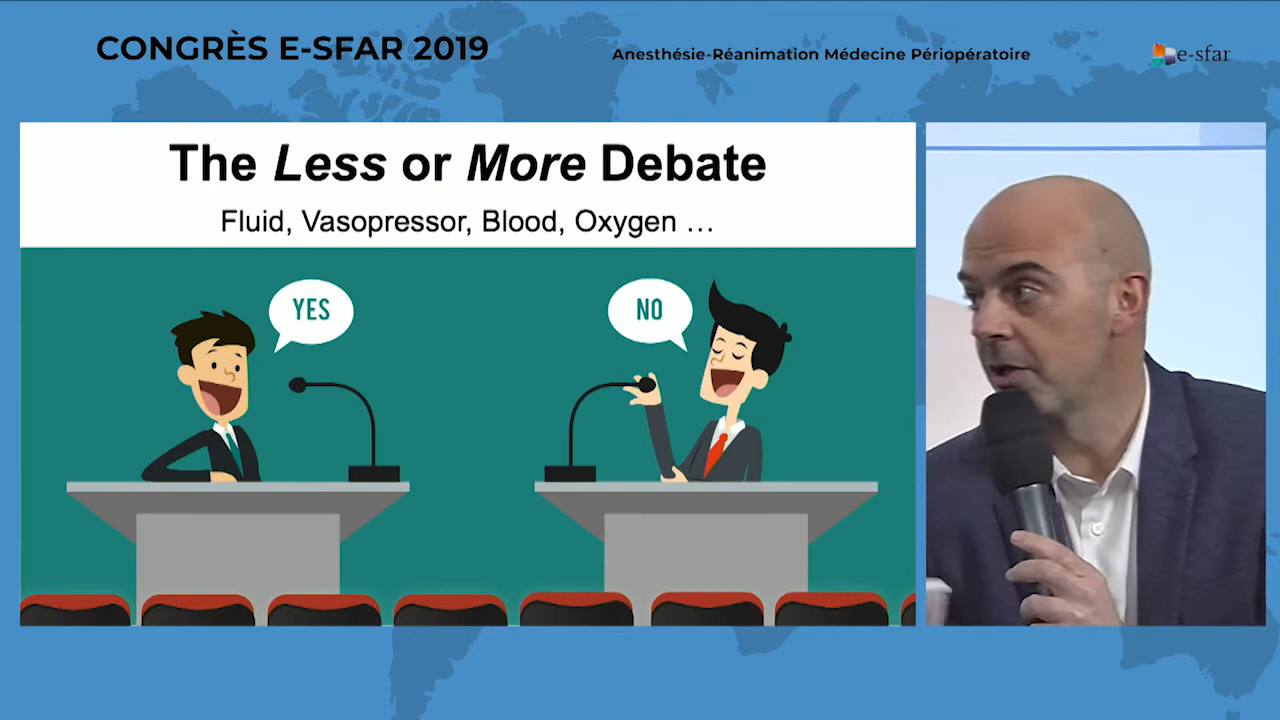 CONGRÈS E-SFAR 2019
Anesthésie-Réanimation Médecine Périopératoire
e-sfar
The Less or More Debate
Fluid, Vasopressor, Blood, Oxygen …
YES
NO